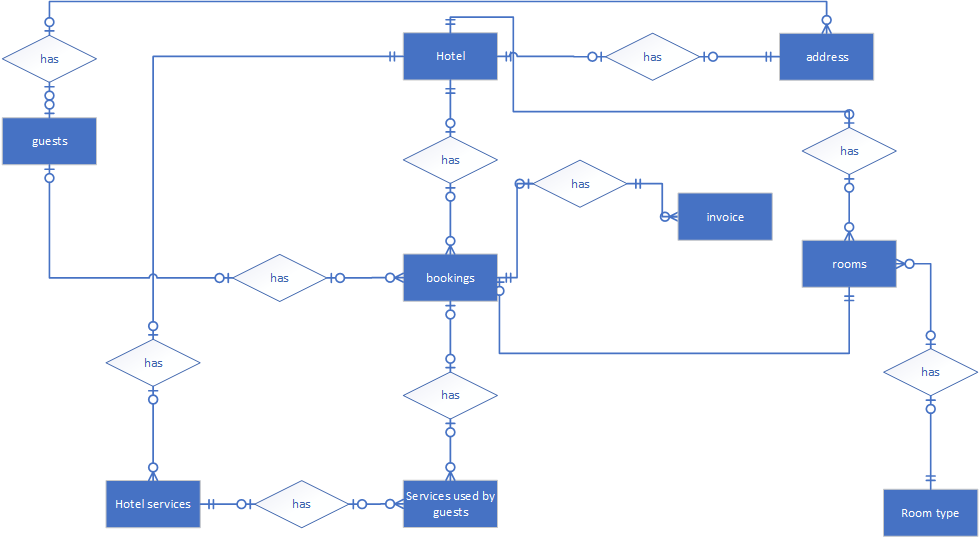 Hotel
has
address
has
guests
has
has
has
invoice
has
bookings
rooms
has
has
has
Hotel services
has
Services used by
guests
Room type